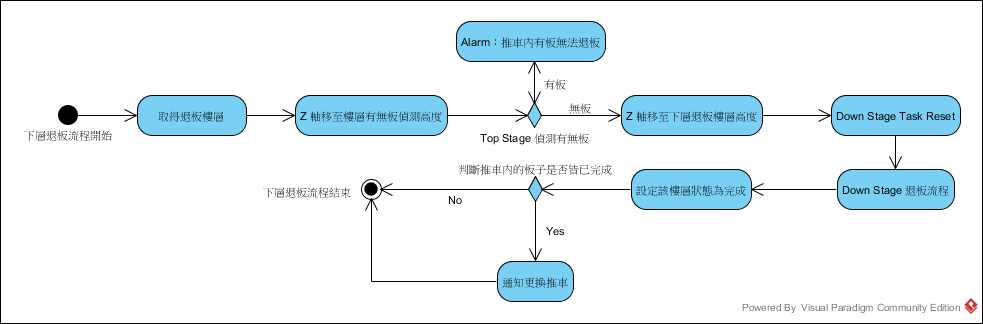 Alarm：推車內有板無法退板
有板
取得退板樓層
Z 軸移至樓層有無板偵測高度
無板
Z 軸移至下層退板樓層高度
Down Stage Task Reset
下層退板流程開始
Top Stage 偵測有無板
判斷推車內的板子是否皆已完成
下層退板流程結束
No
設定該樓層狀態為完成
Down Stage 退板流程
Yes
通知更換推車
Powered By Visual Paradigm Community Edition